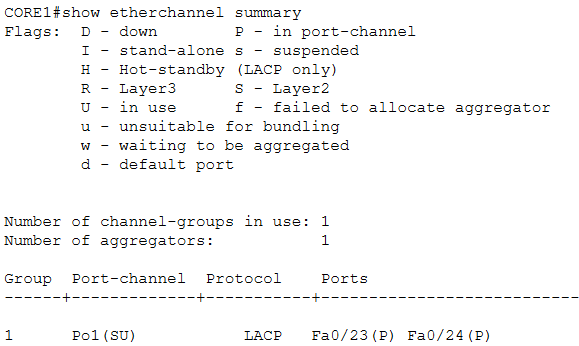 CORE1#show etherchannel summary
Flags:  D - down        P - in port-channel
        I - stand-alone s - suspended
        H - Hot-standby (LACP only)
        R - Layer3      S - Layer2
        U - in use      f - failed to allocate aggregator
        u - unsuitable for bundling
        w - waiting to be aggregated
        d - default port
Number of channel-groups in use: 1
Number of aggregators:           1
Group  Port-channel  Protocol    Ports
------+-------------+-----------+---------------------------
1      Po1(SU)           LACP   Fa0/23(P) Fa0/24(P)